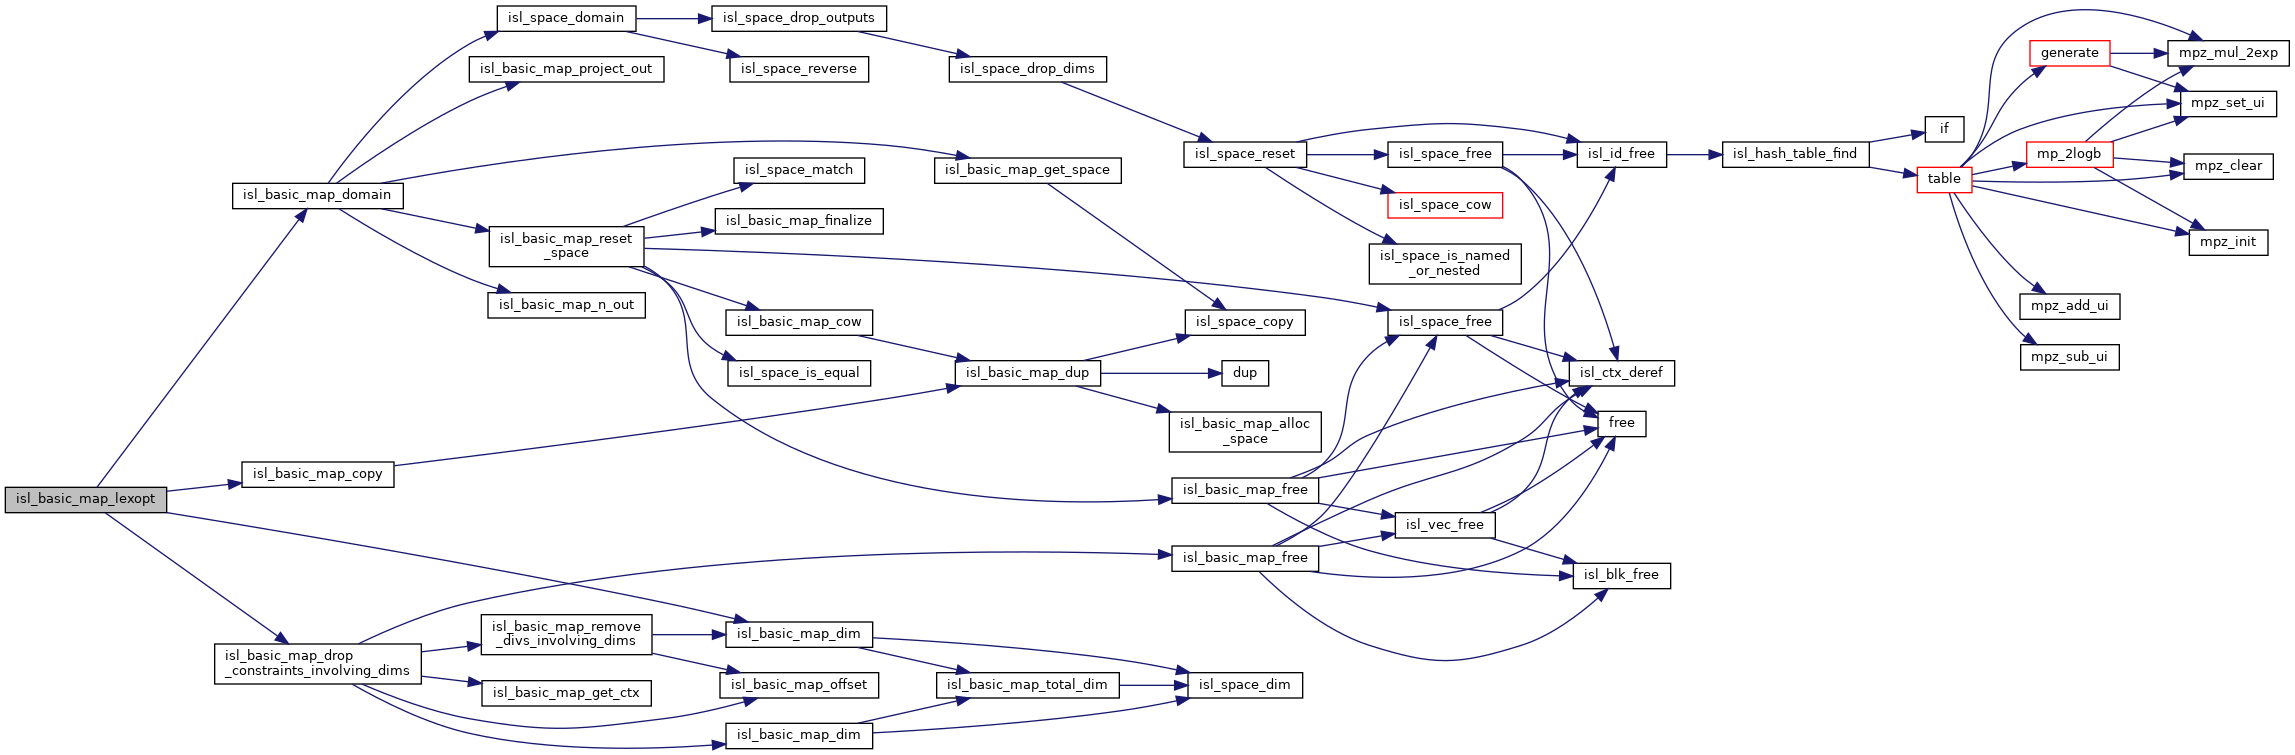 isl_basic_map_lexopt
isl_basic_map_domain
isl_space_domain
isl_space_drop_outputs
isl_space_drop_dims
isl_space_reset
isl_id_free
isl_hash_table_find
if
table
generate
mpz_mul_2exp
mpz_set_ui
mp_2logb
mpz_clear
mpz_init
mpz_add_ui
mpz_sub_ui
isl_space_cow
isl_space_free
isl_ctx_deref
free
isl_space_is_named
_or_nested
isl_space_reverse
isl_basic_map_project_out
isl_basic_map_get_space
isl_space_copy
isl_basic_map_reset
_space
isl_space_match
isl_basic_map_finalize
isl_space_free
isl_basic_map_cow
isl_basic_map_dup
dup
isl_basic_map_alloc
_space
isl_space_is_equal
isl_basic_map_free
isl_vec_free
isl_blk_free
isl_basic_map_n_out
isl_basic_map_copy
isl_basic_map_dim
isl_basic_map_total_dim
isl_space_dim
isl_basic_map_drop
_constraints_involving_dims
isl_basic_map_free
isl_basic_map_remove
_divs_involving_dims
isl_basic_map_offset
isl_basic_map_get_ctx
isl_basic_map_dim